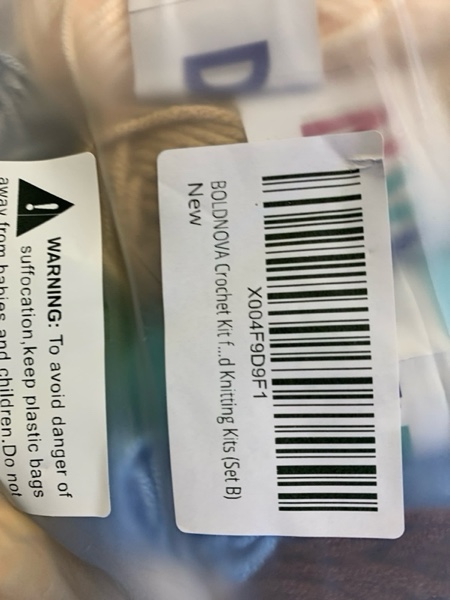 D
X004F9D9F1
BOLDNOVA Crochet Kit f...d Knitting Kits (Set B)
New
WARNING: To avoid danger of
suffocation,keep plastic bags
away from babies and children.Do not